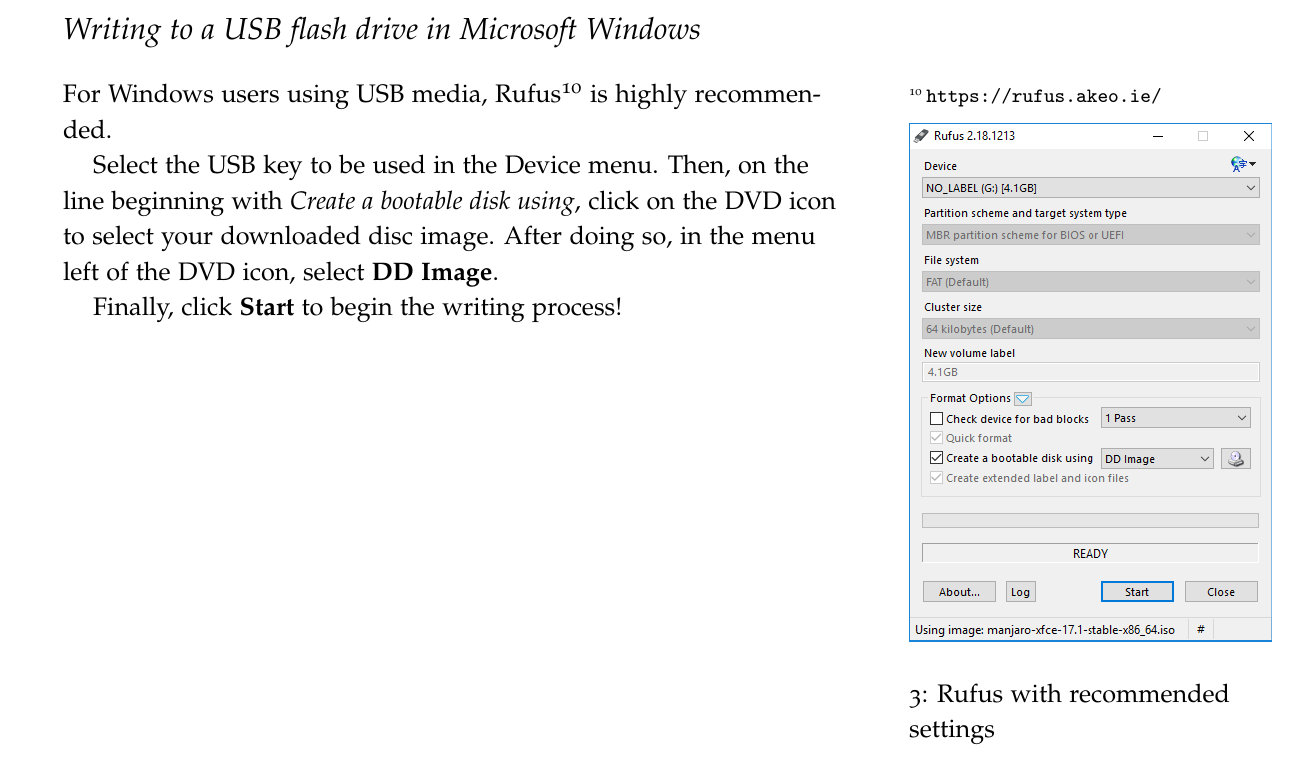 Writing to a USB flash drive in Microsoft Windows
For Windows users using USB media, Rufus¹⁰ is highly recommen-
ded.
Select the USB key to be used in the Device menu. Then, on the
line beginning with Create a bootable disk using, click on the DVD icon
to select your downloaded disc image. After doing so, in the menu
left of the DVD icon, select DD Image.
Finally, click Start to begin the writing process!
¹⁰ https://rufus.akeo.ie/
Rufus 2.18.1213
Device
NO_LABEL (G:) [4.1GB]
Partition scheme and target system type
MBR partition scheme for BIOS or UEFI
File system
FAT (Default)
Cluster size
64 kilobytes (Default)
New volume label
4.1GB
Format Options
Check device for bad blocks 1 Pass
Quick format
Create a bootable disk using DD Image
Create extended label and icon files
READY
About... Log Start Close
Using image: manjaro-xfce-17.1-stable-x86_64.iso #
3: Rufus with recommended
settings